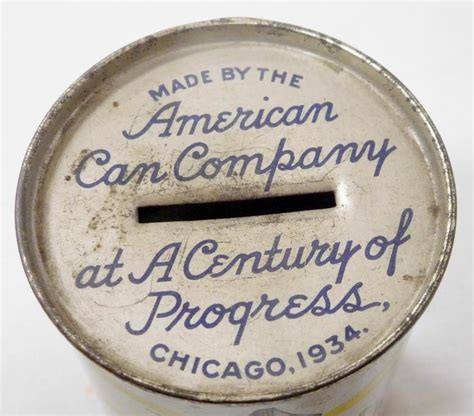 MADE BY THE
American
Can Company
at A Century of
Progress,
CHICAGO, 1934.